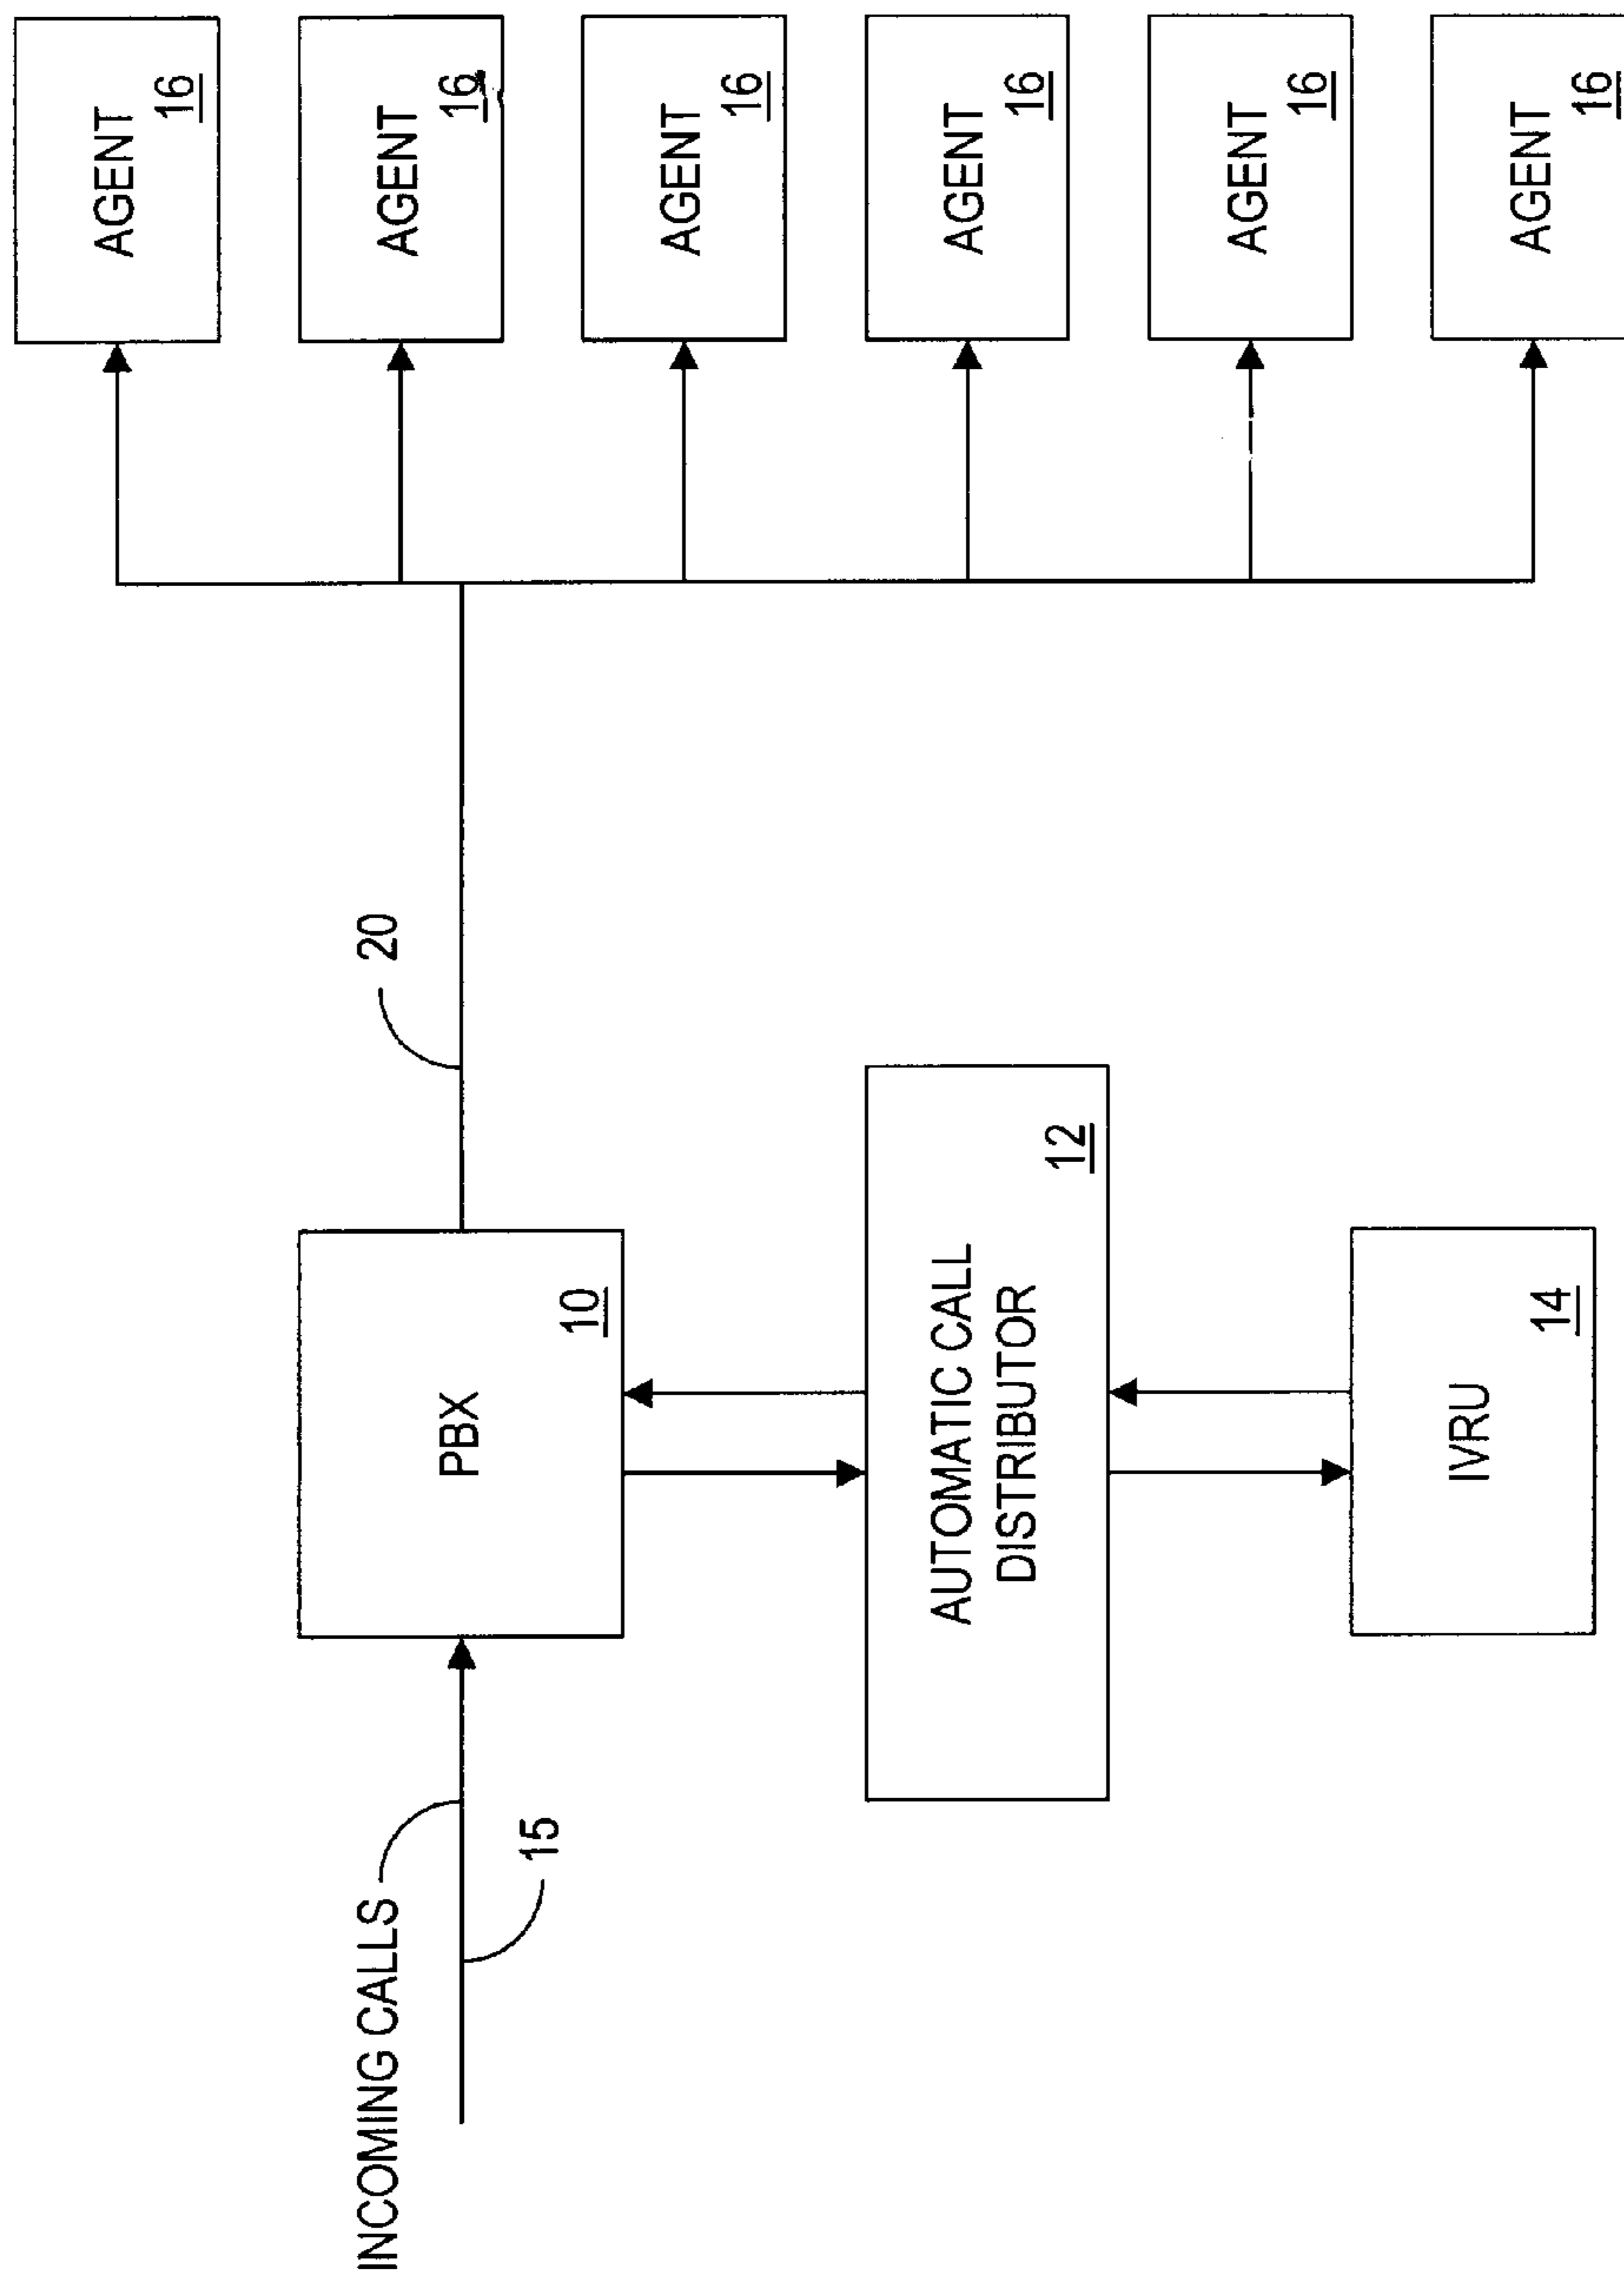 INCOMING CALLS
15
PBX
10
20
AUTOMATIC CALL
DISTRIBUTOR
12
IVRU
14
AGENT
16
AGENT
16
AGENT
16
AGENT
16
AGENT
16
AGENT
16